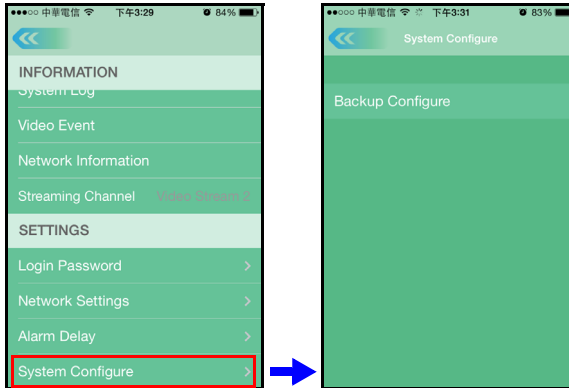 中華電信 下午3:29 84%
INFORMATION
System Log
Video Event
Network Information
Streaming Channel Video Stream 2
SETTINGS
Login Password
Network Settings
Alarm Delay
System Configure
中華電信 下午3:31 83%
System Configure
Backup Configure